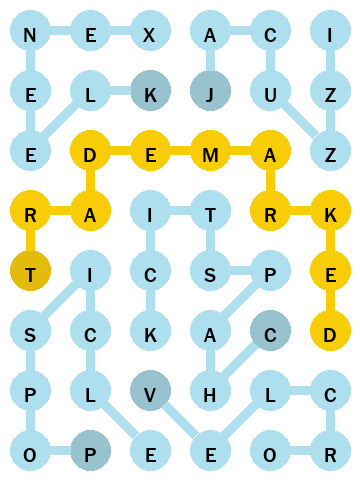 N E X A C I
E L K J U Z
E D E M A Z
R A I T R K
T I C S P E
S C K A C D
P L V H L C
O P E E O R